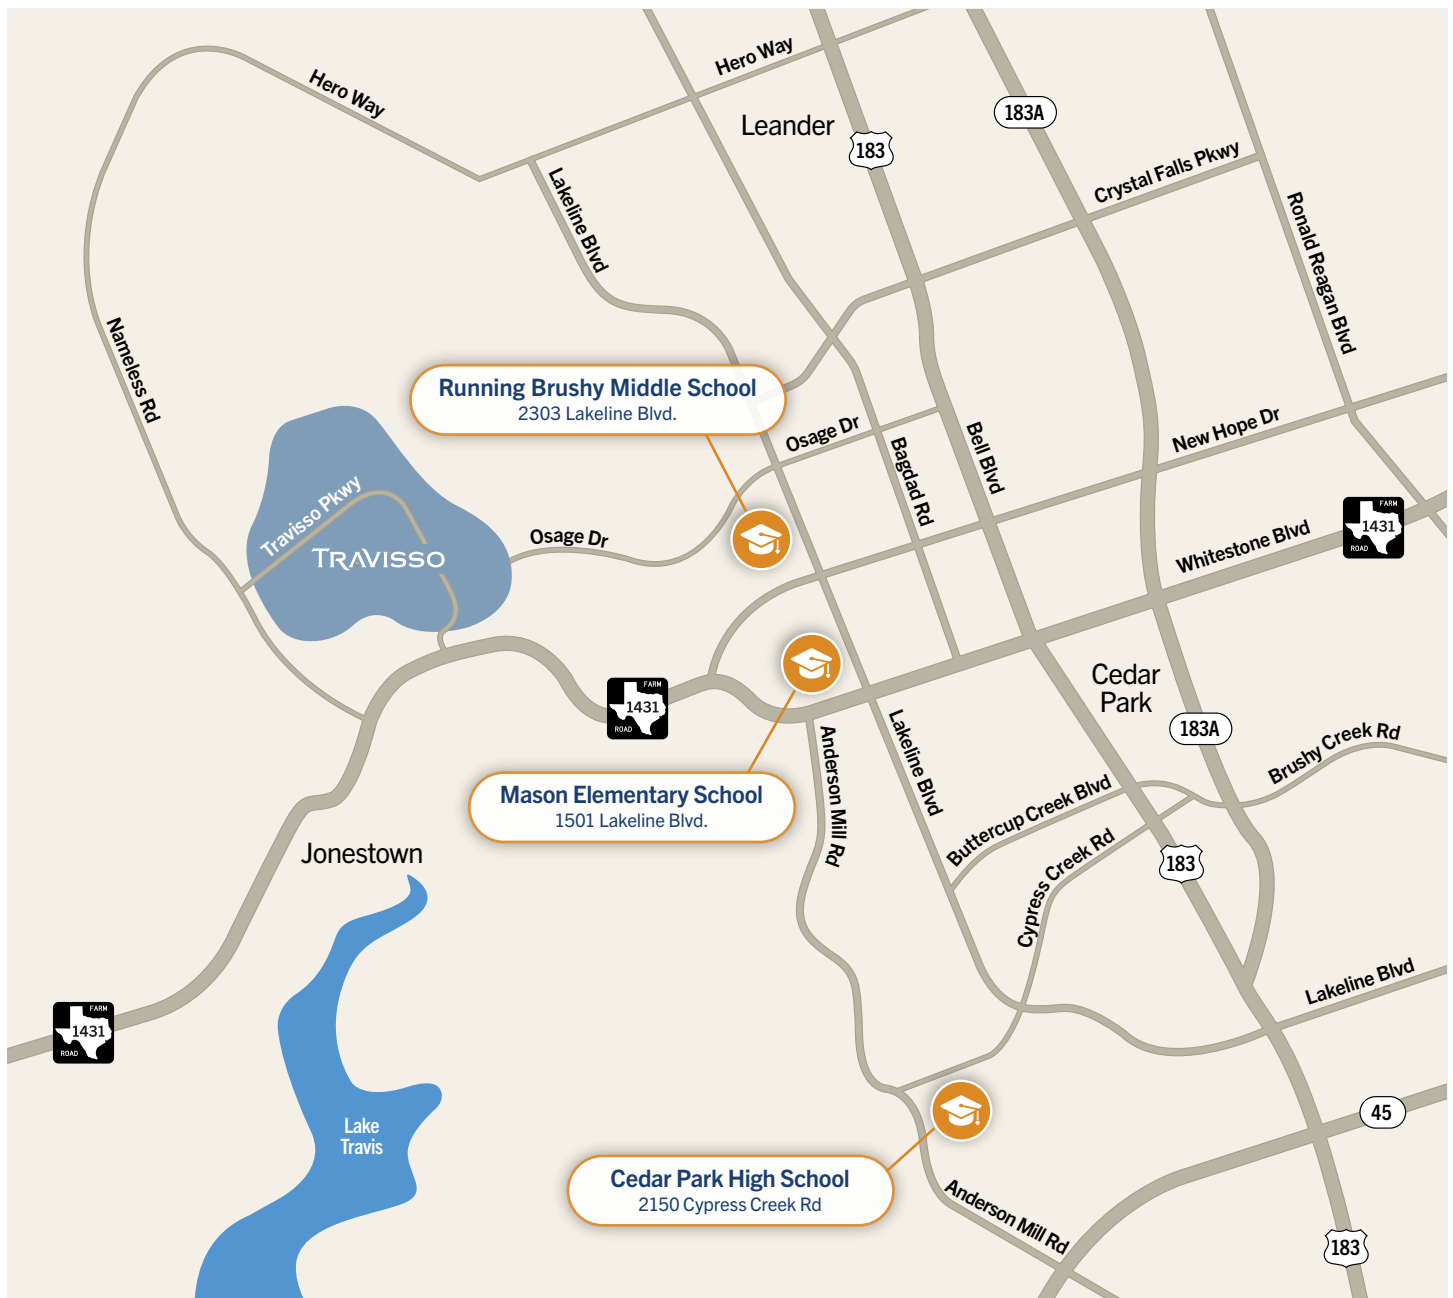 Hero Way
Hero Way
Leander
183
183A
Crystal Falls Pkwy
Lakeline Blvd
Ronald Reagan Blvd
Nameless Rd
Running Brushy Middle School
2303 Lakeline Blvd.
Osage Dr
Bagdad Rd
Bell Blvd
New Hope Dr
Travisso Pkwy
TRAVISSO
Osage Dr
Whitestone Blvd
FARM
1431
ROAD
FARM
1431
ROAD
Cedar
Park
183A
Brushy Creek Rd
Lakeline Blvd
Anderson Mill Rd
Mason Elementary School
1501 Lakeline Blvd.
Buttercup Creek Blvd
Cypress Creek Rd
183
Jonestown
Lakeline Blvd
FARM
1431
ROAD
Lake
Travis
45
Cedar Park High School
2150 Cypress Creek Rd
Anderson Mill Rd
183